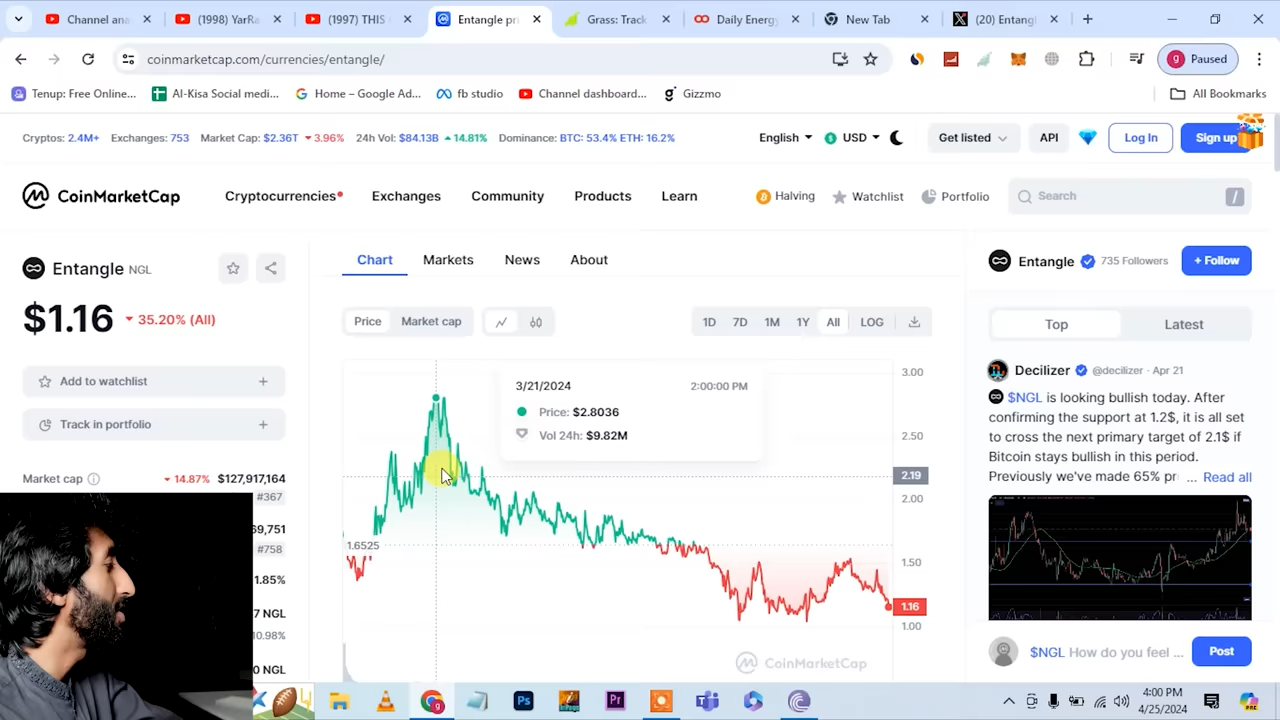 Channel ana
(1998) YarRa
(1997) THIS
Entangle pri
Grass: Track
Daily Energy
New Tab
(20) Entang
coinmarketcap.com/currencies/entangle/
g Paused
Tenup: Free Online...
AI-Kisa Social medi...
Home – Google Ad...
fb studio
Channel dashboard...
Gizzmo
All Bookmarks
Cryptos: 2.4M+ Exchanges: 753 Market Cap: $2.36T 3.96% 24h Vol: $84.13B 14.81% Dominance: BTC: 53.4% ETH: 16.2%
English
USD
Get listed
API
Log In
Sign up
CoinMarketCap
Cryptocurrencies
Exchanges
Community
Products
Learn
Halving
Watchlist
Portfolio
Search /
Entangle NGL
$1.16 35.20% (All)
Add to watchlist +
Track in portfolio +
Market cap 14.87% $127,917,164
#367
69,751
#758
1.85%
7 NGL
10.98%
0 NGL
Chart Markets News About
Price Market cap
1D 7D 1M 1Y All LOG
3/21/2024 2:00:00 PM
Price: $2.8036
Vol 24h: $9.82M
3.00
2.50
2.19
2.00
1.6525
1.50
1.16
1.00
CoinMarketCap
Entangle 735 Followers + Follow
Top Latest
Decilizer @decilizer · Apr 21
$NGL is looking bullish today. After
confirming the support at 1.2$, it is all set
to cross the next primary target of 2.1$ if
Bitcoin stays bullish in this period.
Previously we've made 65% pr ... Read all
$NGL How do you feel ... Post
4:00 PM
4/25/2024